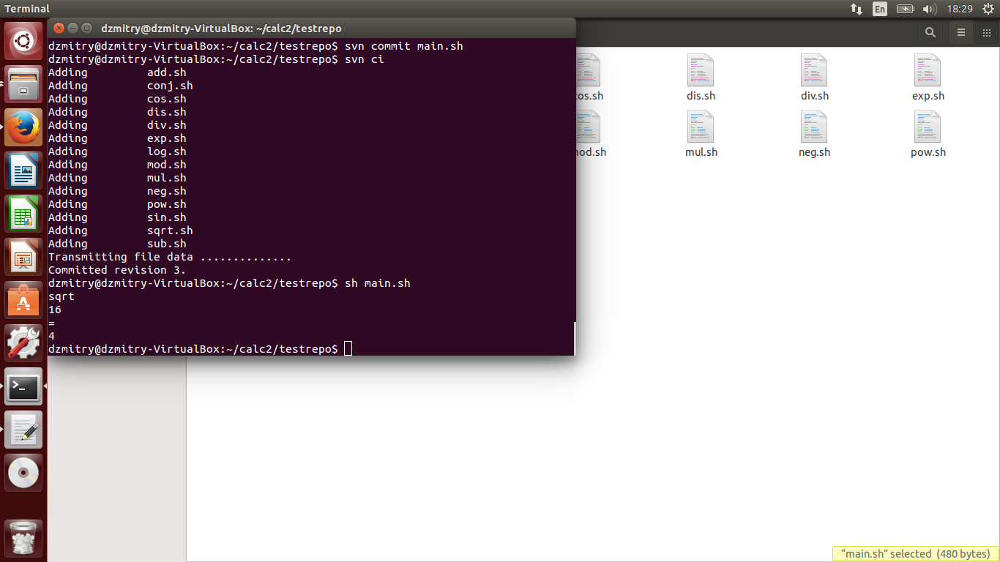 Terminal
En
18:29
dzmitry@dzmitry-VirtualBox: ~/calc2/testrepo
dzmitry@dzmitry-VirtualBox:~/calc2/testrepo$ svn commit main.sh
dzmitry@dzmitry-VirtualBox:~/calc2/testrepo$ svn ci
Adding         add.sh
Adding         conj.sh
Adding         cos.sh
Adding         dis.sh
Adding         div.sh
Adding         exp.sh
Adding         log.sh
Adding         mod.sh
Adding         mul.sh
Adding         neg.sh
Adding         pow.sh
Adding         sin.sh
Adding         sqrt.sh
Adding         sub.sh
Transmitting file data ..............
Committed revision 3.
dzmitry@dzmitry-VirtualBox:~/calc2/testrepo$ sh main.sh
sqrt
16
=
4
dzmitry@dzmitry-VirtualBox:~/calc2/testrepo$
cos.sh
dis.sh
div.sh
exp.sh
mod.sh
mul.sh
neg.sh
pow.sh
“main.sh” selected (480 bytes)